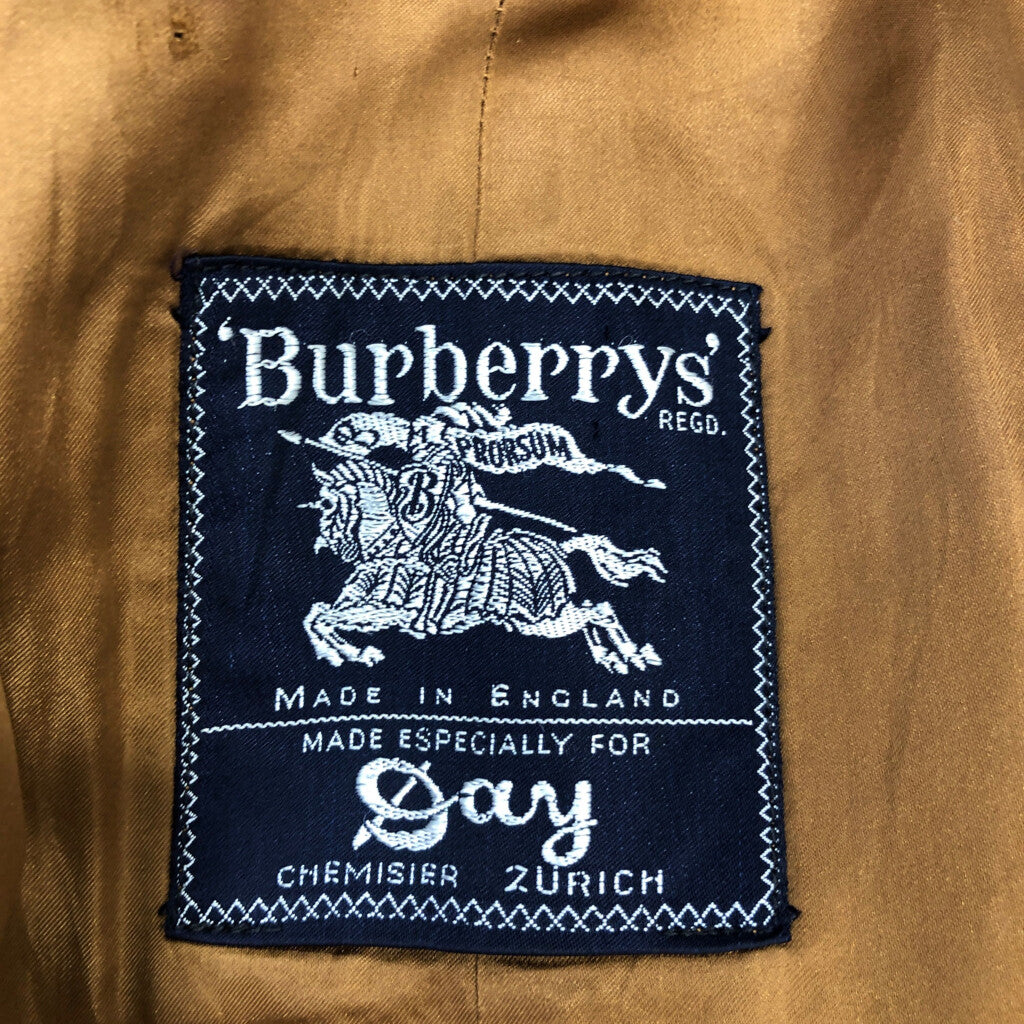 'Burberrys'
REGD.
PRORSUM
B
MADE IN ENGLAND
MADE ESPECIALLY FOR
Day
CHEMISIER ZURICH